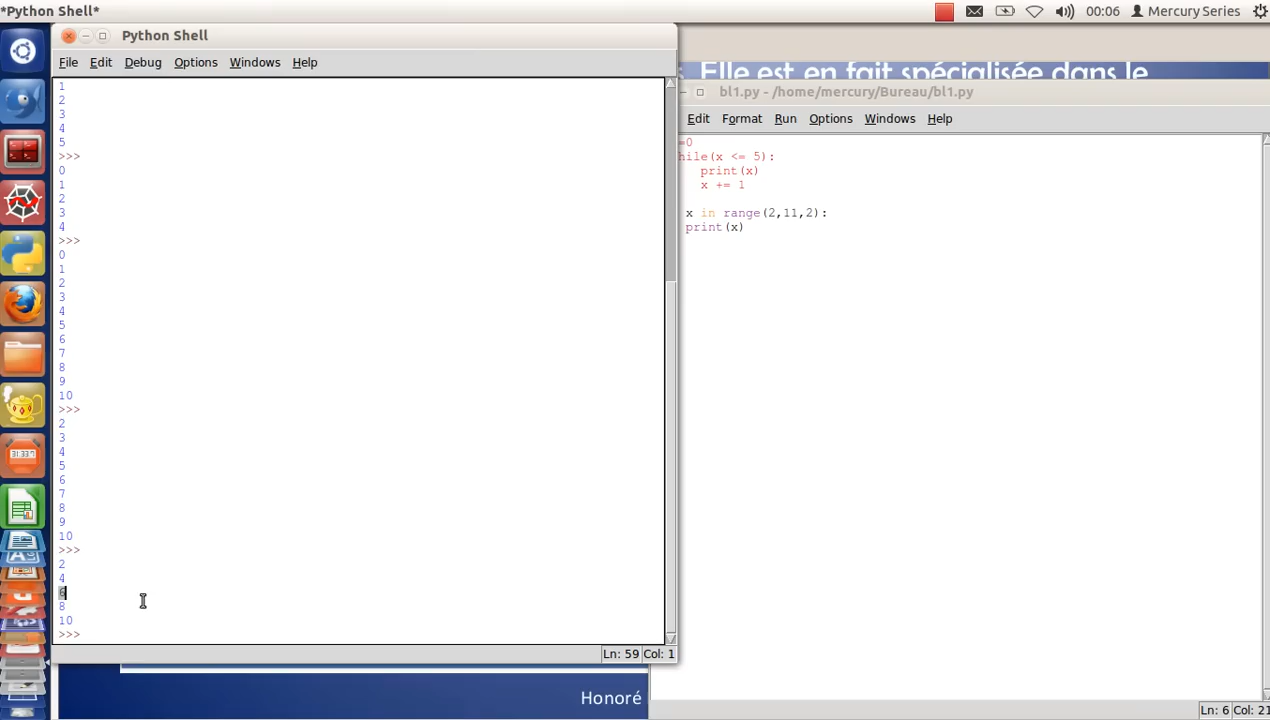 *Python Shell*
00:06 Mercury Series
Python Shell
File Edit Debug Options Windows Help
1
2
3
4
5
>>>
0
1
2
3
4
>>>
0
1
2
3
4
5
6
7
8
9
10
>>>
2
3
4
5
6
7
8
9
10
>>>
2
4
6
8
10
>>>
Ln: 59 Col: 1
Elle est en fait spécialisée dans le
bl1.py - /home/mercury/Bureau/bl1.py
Edit Format Run Options Windows Help
=0
hile(x <= 5):
print(x)
x += 1
x in range(2,11,2):
print(x)
Ln: 6 Col: 21
Honoré
31:337